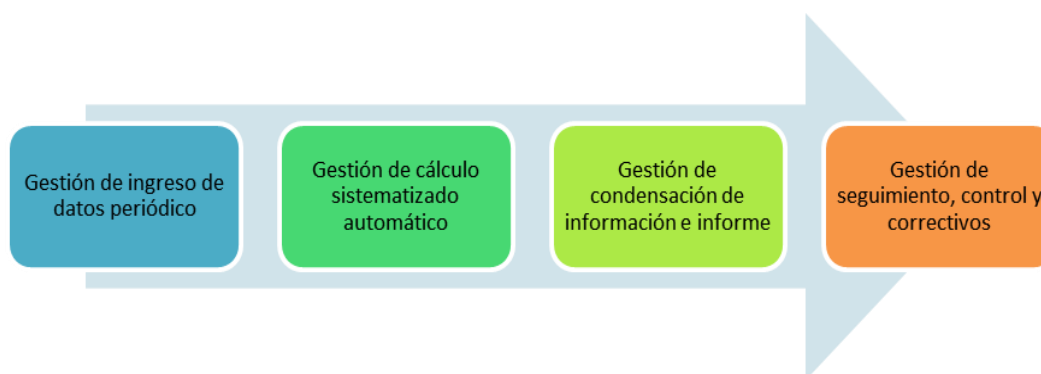 Gestión de ingreso de
datos periódico
Gestión de cálculo
sistematizado
automático
Gestión de
condensación de
información e informe
Gestión de
seguimiento, control y
correctivos